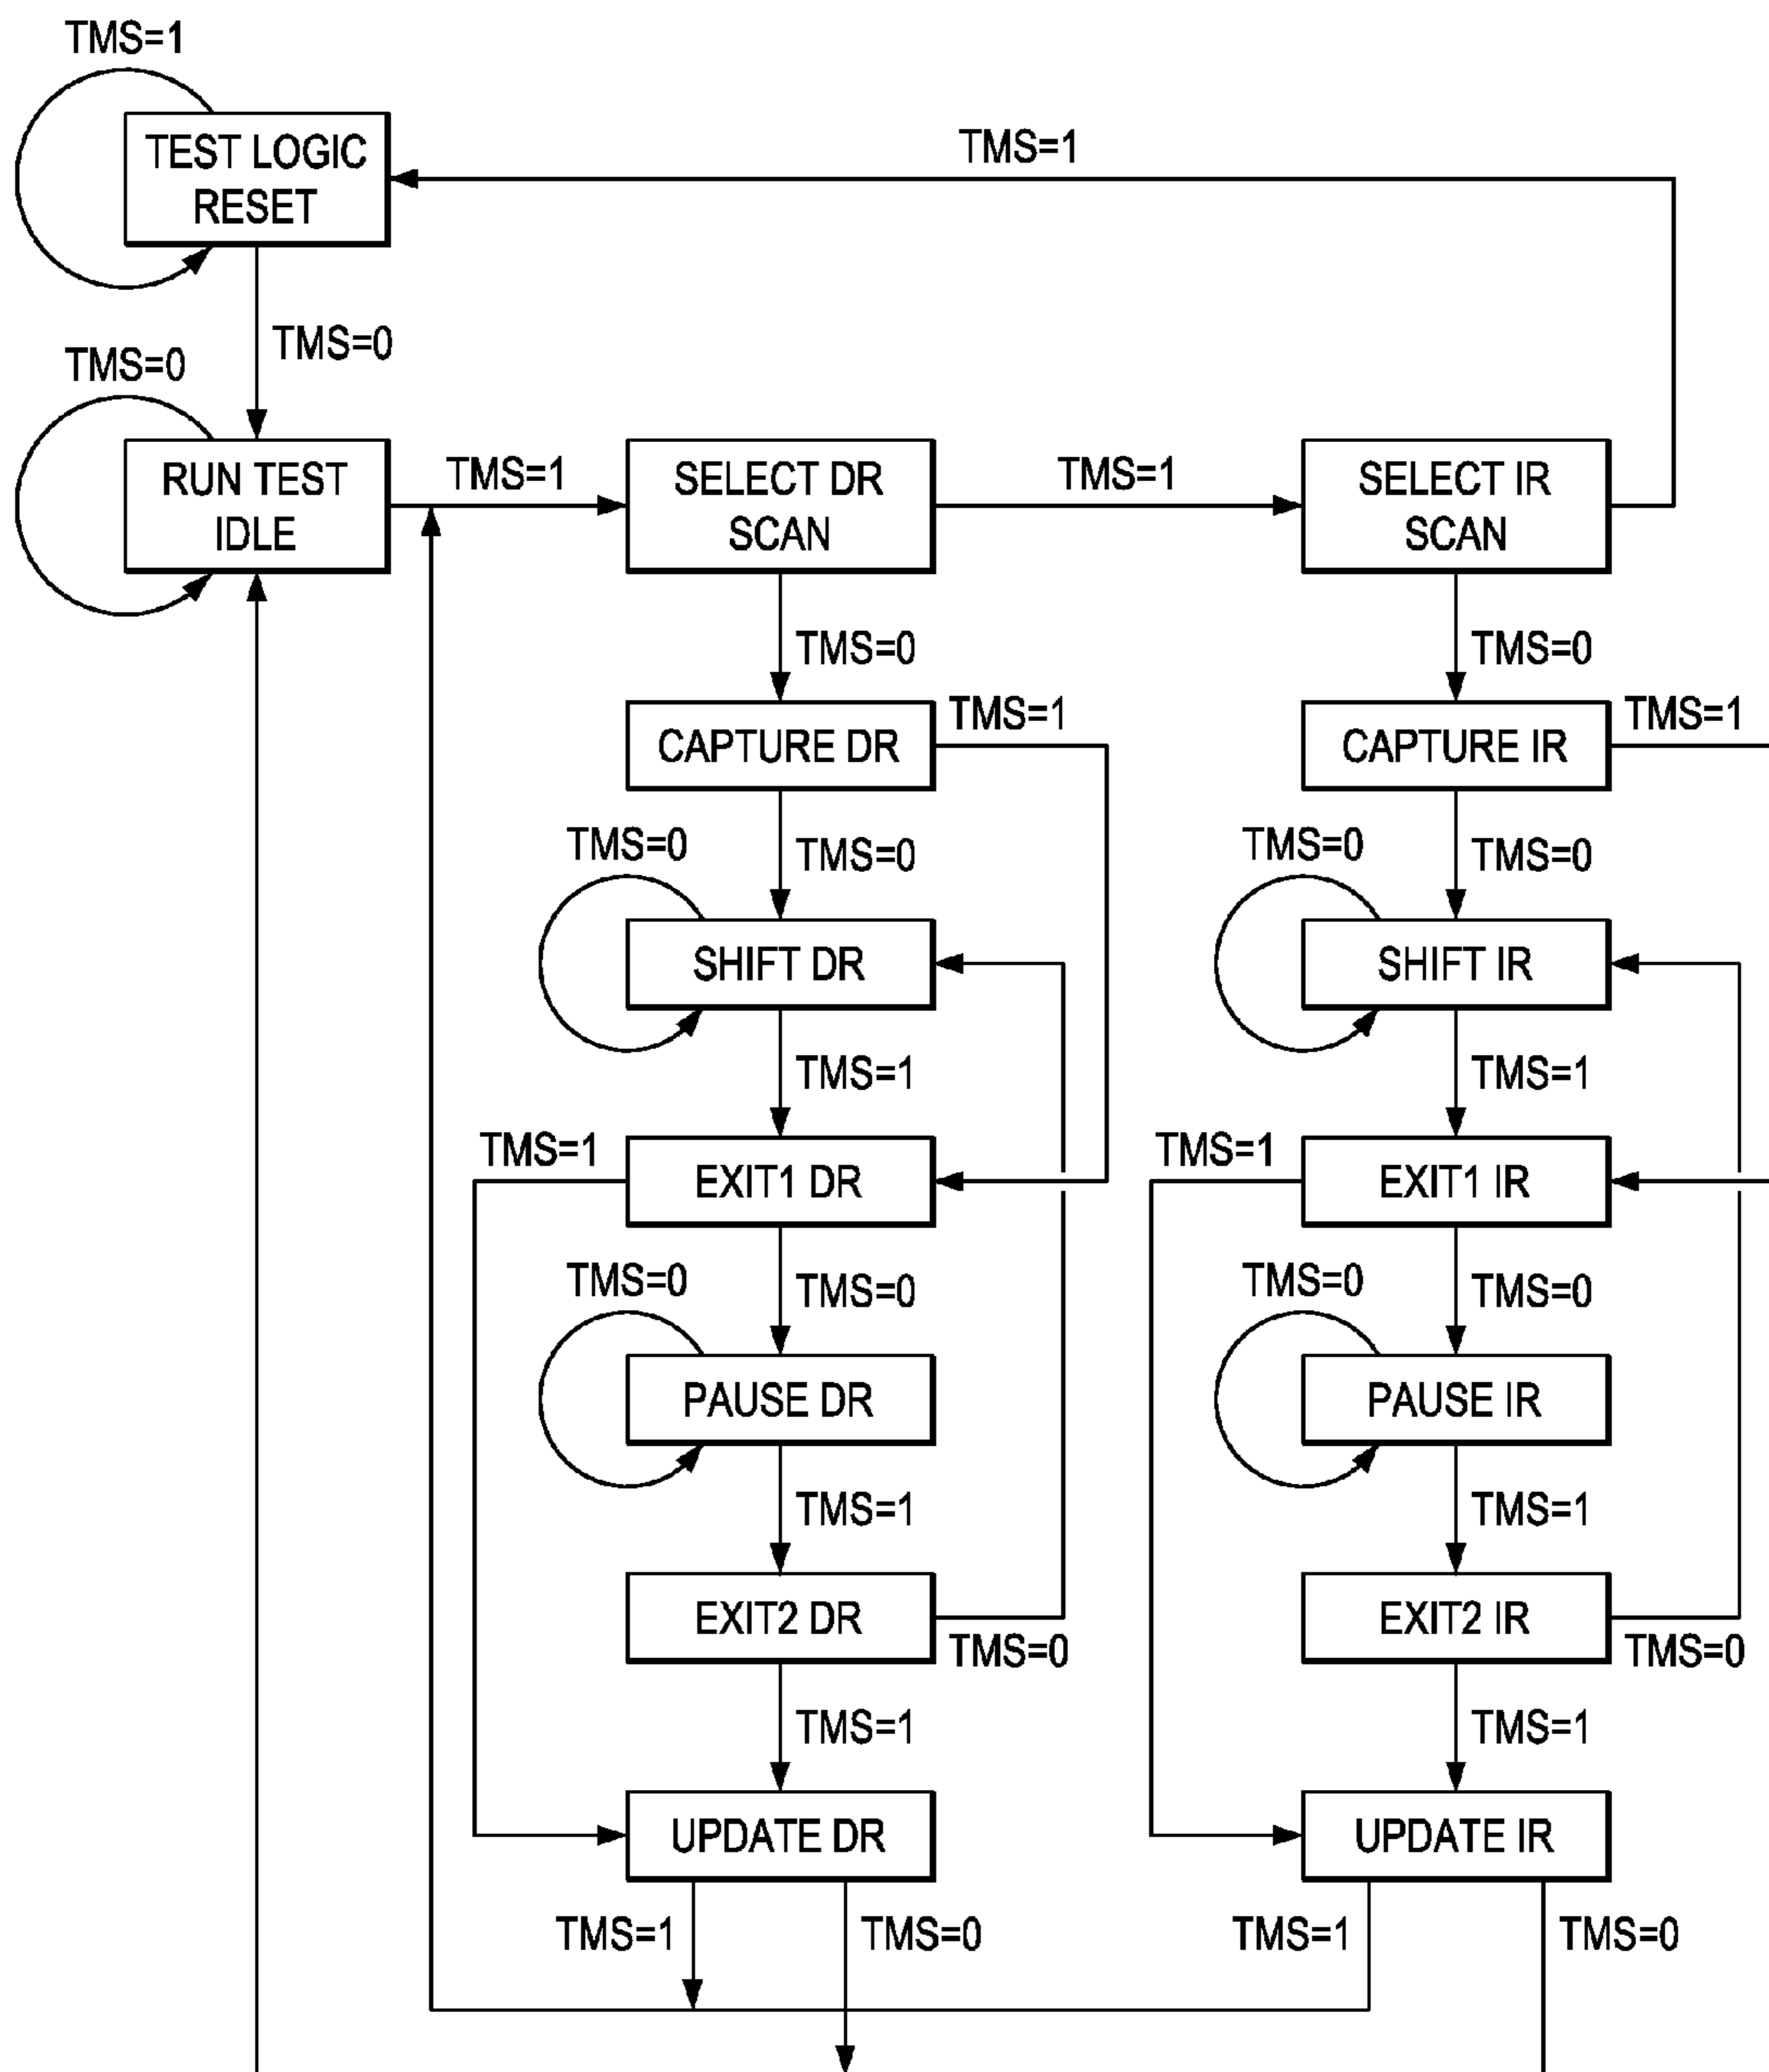 TMS=1
TEST LOGIC
RESET
TMS=1
TMS=0
TMS=0
RUN TEST
IDLE
TMS=1
SELECT DR
SCAN
TMS=1
SELECT IR
SCAN
TMS=0
TMS=0
CAPTURE DR
TMS=1
CAPTURE IR
TMS=1
TMS=0
TMS=0
TMS=0
TMS=0
SHIFT DR
SHIFT IR
TMS=1
TMS=1
TMS=1
EXIT1 DR
TMS=1
EXIT1 IR
TMS=0
TMS=0
TMS=0
TMS=0
PAUSE DR
PAUSE IR
TMS=1
TMS=1
EXIT2 DR
TMS=0
EXIT2 IR
TMS=0
TMS=1
TMS=1
UPDATE DR
UPDATE IR
TMS=1
TMS=0
TMS=1
TMS=0